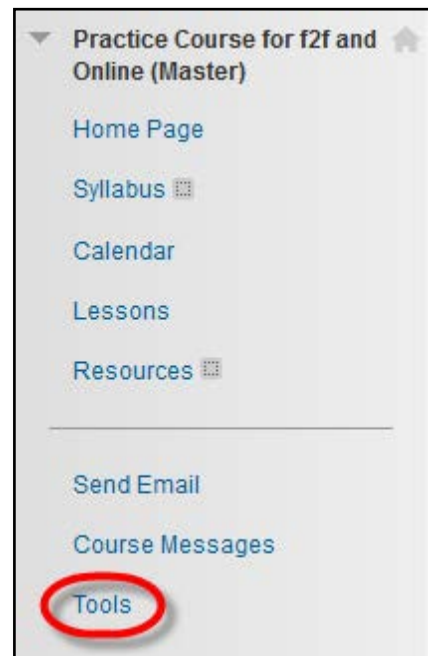 Practice Course for f2f and
Online (Master)
Home Page
Syllabus
Calendar
Lessons
Resources
Send Email
Course Messages
Tools